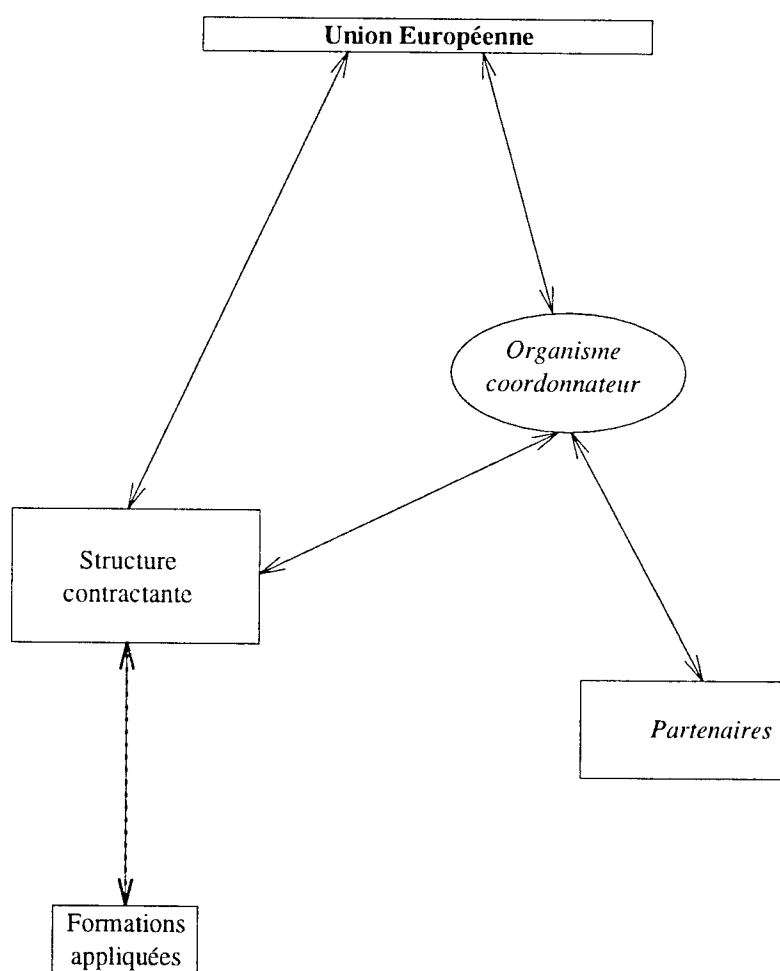 Union Européenne
Organisme
coordonnateur
Structure
contractante
Partenaires
Formations
appliquées